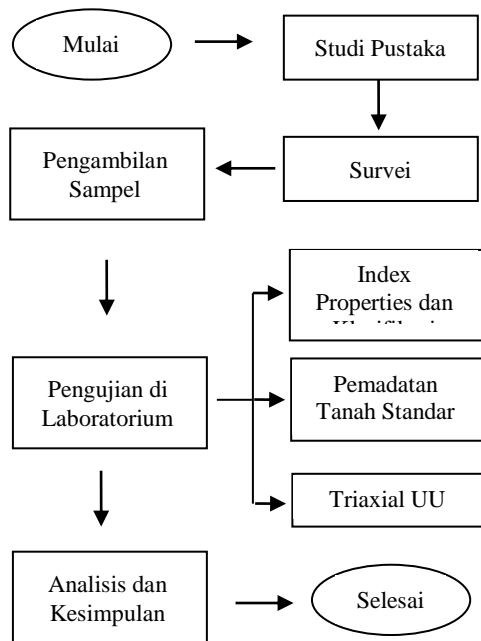 Mulai
Studi Pustaka
Survei
Pengambilan
Sampel
Index
Properties dan
Pengujian di
Laboratorium
Pemadatan
Tanah Standar
Triaxial UU
Analisis dan
Kesimpulan
Selesai